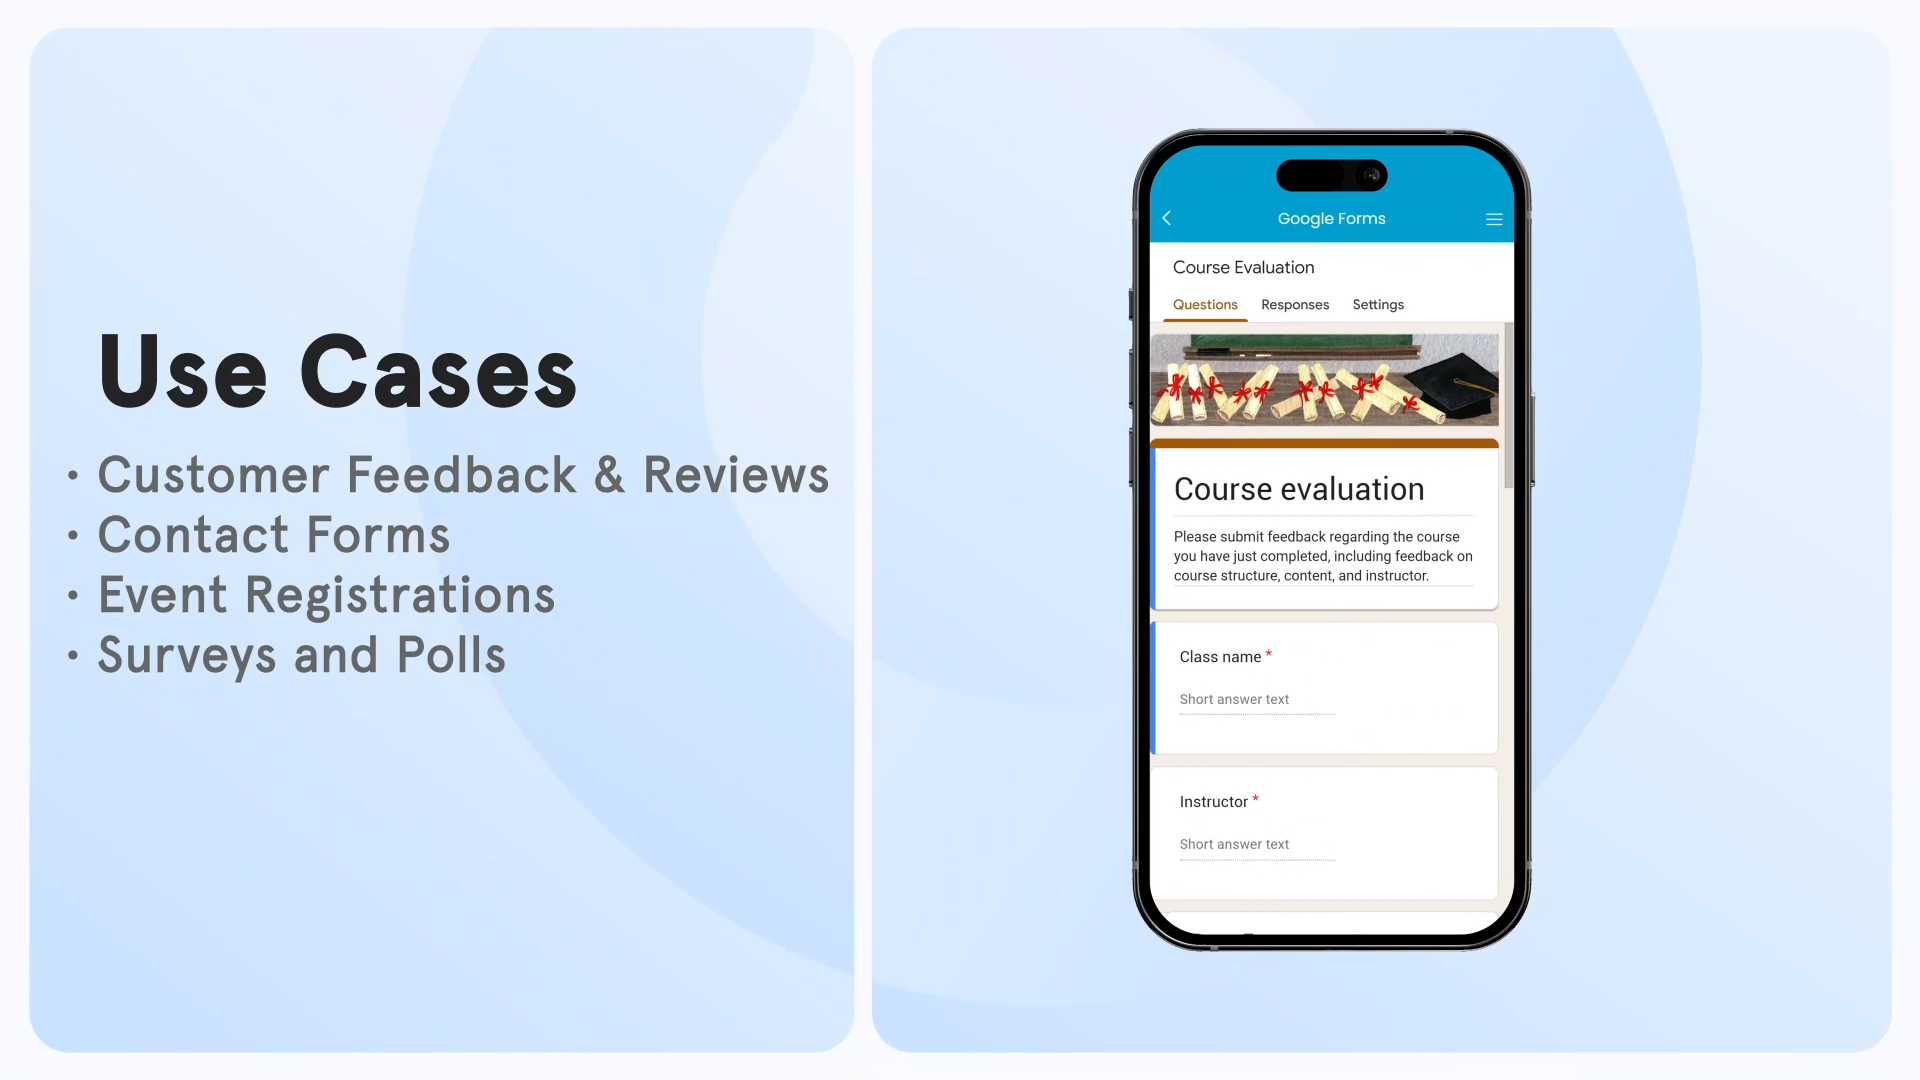 Use Cases
• Customer Feedback & Reviews
• Contact Forms
• Event Registrations
• Surveys and Polls
Google Forms
Course Evaluation
Questions Responses Settings
Course evaluation
Please submit feedback regarding the course
you have just completed, including feedback on
course structure, content, and instructor.
Class name *
Short answer text
Instructor *
Short answer text